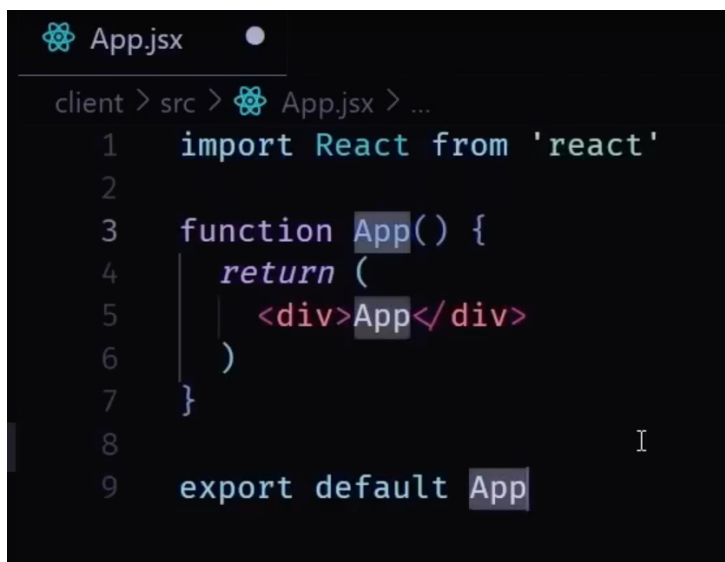 App.jsx
client > src > App.jsx > ...
1 import React from 'react'
2
3 function App() {
4 return (
5 <div>App</div>
6 )
7 }
8
9 export default App